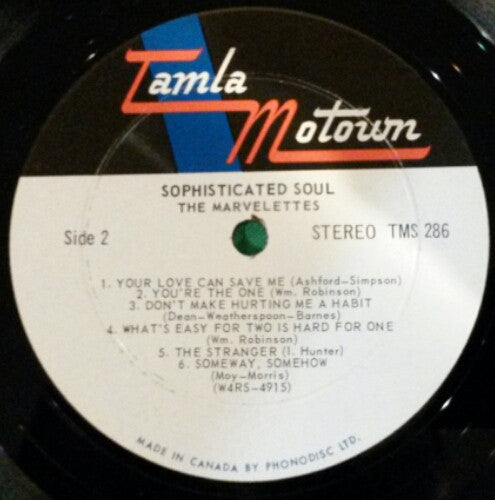 Tamla
Motown
SOPHISTICATED SOUL
THE MARVELETTES
Side 2
STEREO TMS 286
1. YOUR LOVE CAN SAVE ME (Ashford-Simpson)
2. YOU'RE THE ONE (Wm. Robinson)
3. DON'T MAKE HURTING ME A HABIT
(Dean-Weatherspoon-Barnes)
4. WHAT'S EASY FOR TWO IS HARD FOR ONE
(Wm. Robinson)
5. THE STRANGER (I. Hunter)
6. SOMEWAY, SOMEHOW
(Moy-Morris)
(W4RS-4915)
MADE IN CANADA BY PHONODISC LTD.